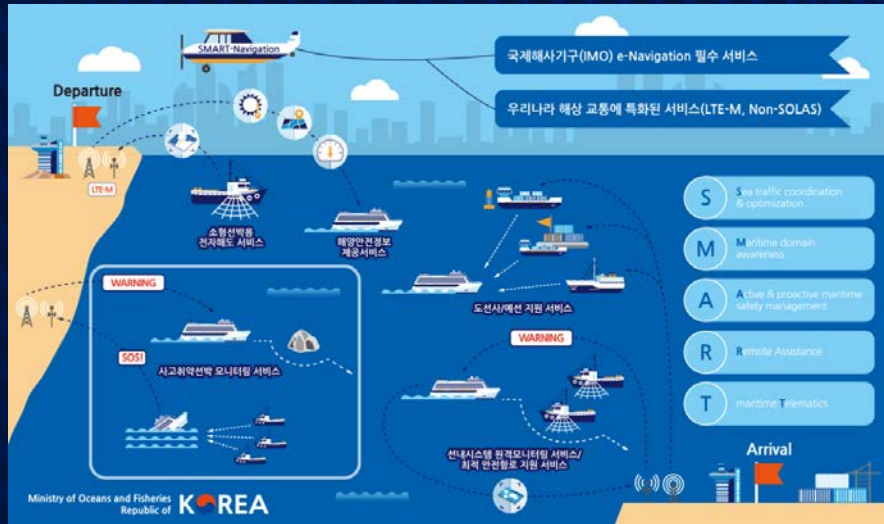 SMART-Navigation
국제해사기구(IMO) e-Navigation 필수 서비스
우리나라 해상 교통에 특화된 서비스(LTE-M, Non-SOLAS)
Departure
LTE-M
소형선박용
전자해도 서비스
해양안전정보
제공서비스
도선사/예선 지원 서비스
S
Sea traffic coordination
& optimization
M
Maritime domain
awareness
A
Active & proactive maritime
safety management
R
Remote Assistance
T
maritime Telematics
WARNING
사고취약선박 모니터링 서비스
SOS!
WARNING
선내시스템 원격모니터링 서비스/
최적 안전항로 지원 서비스
Arrival
Ministry of Oceans and Fisheries
Republic of KOREA